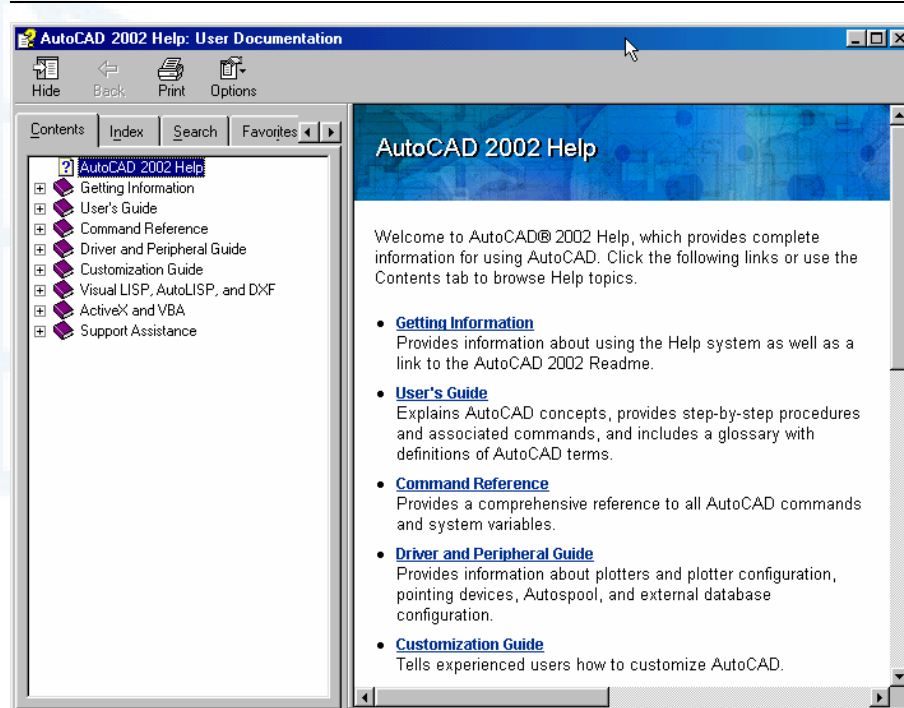 AutoCAD 2002 Help: User Documentation
Hide Back Print Options
Contents Index Search Favorites
AutoCAD 2002 Help
Getting Information
User's Guide
Command Reference
Driver and Peripheral Guide
Customization Guide
Visual LISP, AutoLISP, and DXF
ActiveX and VBA
Support Assistance
AutoCAD 2002 Help
Welcome to AutoCAD® 2002 Help, which provides complete
information for using AutoCAD. Click the following links or use the
Contents tab to browse Help topics.
• Getting Information
Provides information about using the Help system as well as a
link to the AutoCAD 2002 Readme.
• User's Guide
Explains AutoCAD concepts, provides step-by-step procedures
and associated commands, and includes a glossary with
definitions of AutoCAD terms.
• Command Reference
Provides a comprehensive reference to all AutoCAD commands
and system variables.
• Driver and Peripheral Guide
Provides information about plotters and plotter configuration,
pointing devices, Autospool, and external database
configuration.
• Customization Guide
Tells experienced users how to customize AutoCAD.